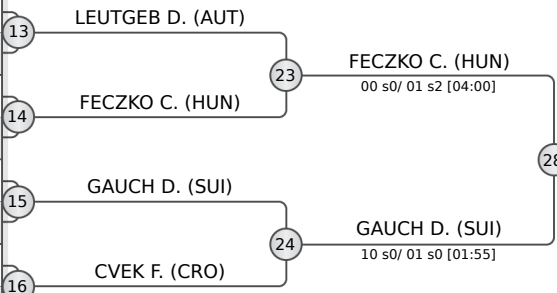 LEUTGEB D. (AUT)
13
FECZKO C. (HUN)
23
00 s0/ 01 s2 [04:00]
FECZKO C. (HUN)
14
28
GAUCH D. (SUI)
15
GAUCH D. (SUI)
24
10 s0/ 01 s0 [01:55]
CVEK F. (CRO)
16